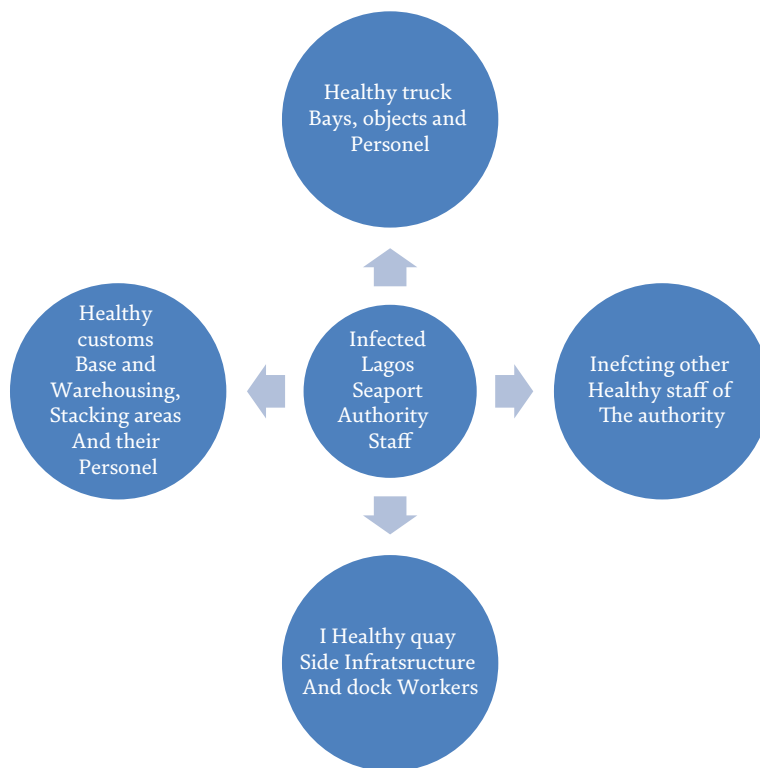 Healthy truck
Bays, objects and
Personel
Healthy
customs
Base and
Warehousing,
Stacking areas
And their
Personel
Infected
Lagos
Seaport
Authority
Staff
Inefcting other
Healthy staff of
The authority
I Healthy quay
Side Infratsructure
And dock Workers